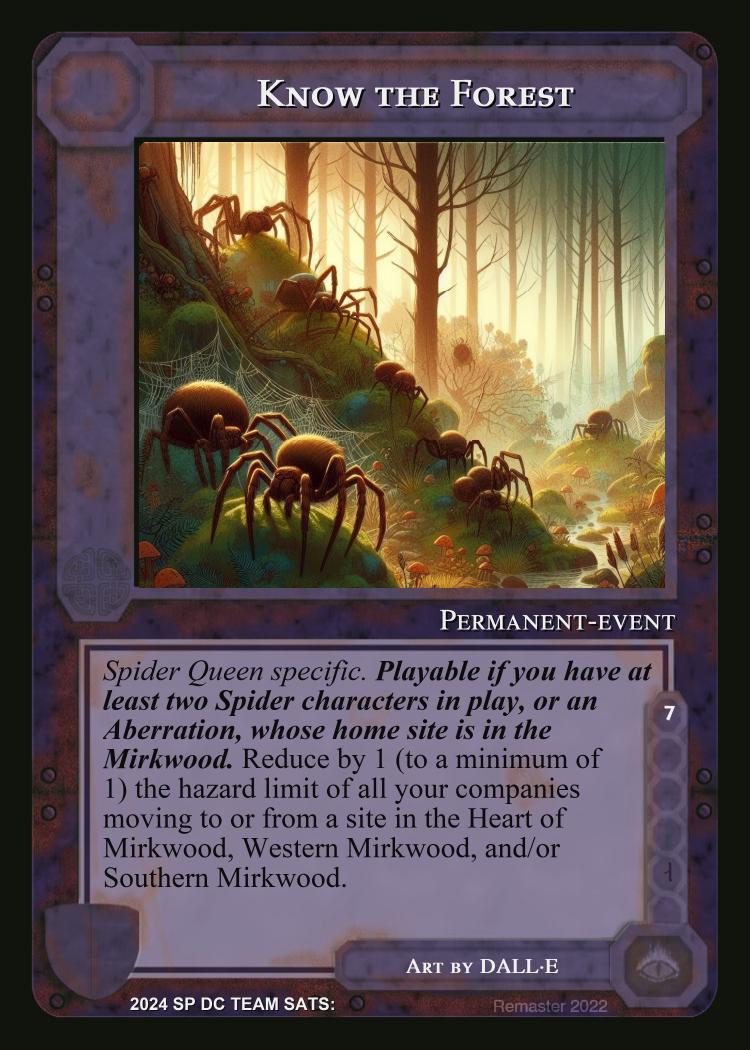 Know the Forest
Permanent-event
Spider Queen specific. Playable if you have at
least two Spider characters in play, or an
Aberration, whose home site is in the
Mirkwood. Reduce by 1 (to a minimum of
1) the hazard limit of all your companies
moving to or from a site in the Heart of
Mirkwood, Western Mirkwood, and/or
Southern Mirkwood.
7
Art by DALL·E
2024 SP DC TEAM SATS:
Remaster 2022